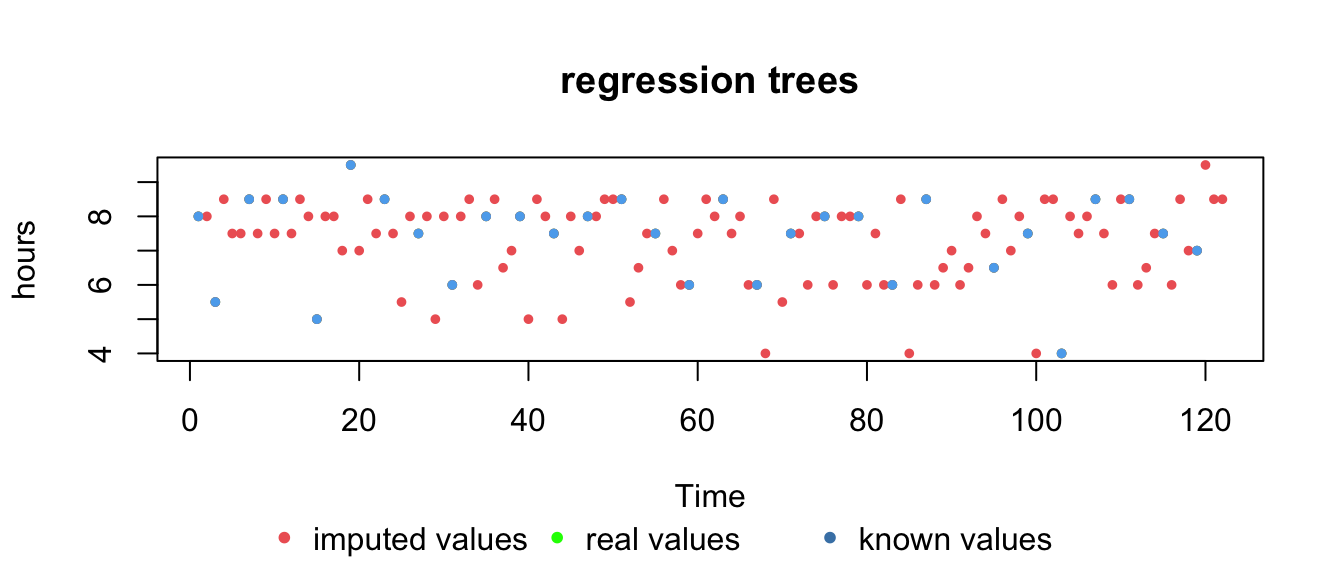 regression trees
hours
8
6
4
0 20 40 60 80 100 120
Time
imputed values real values known values